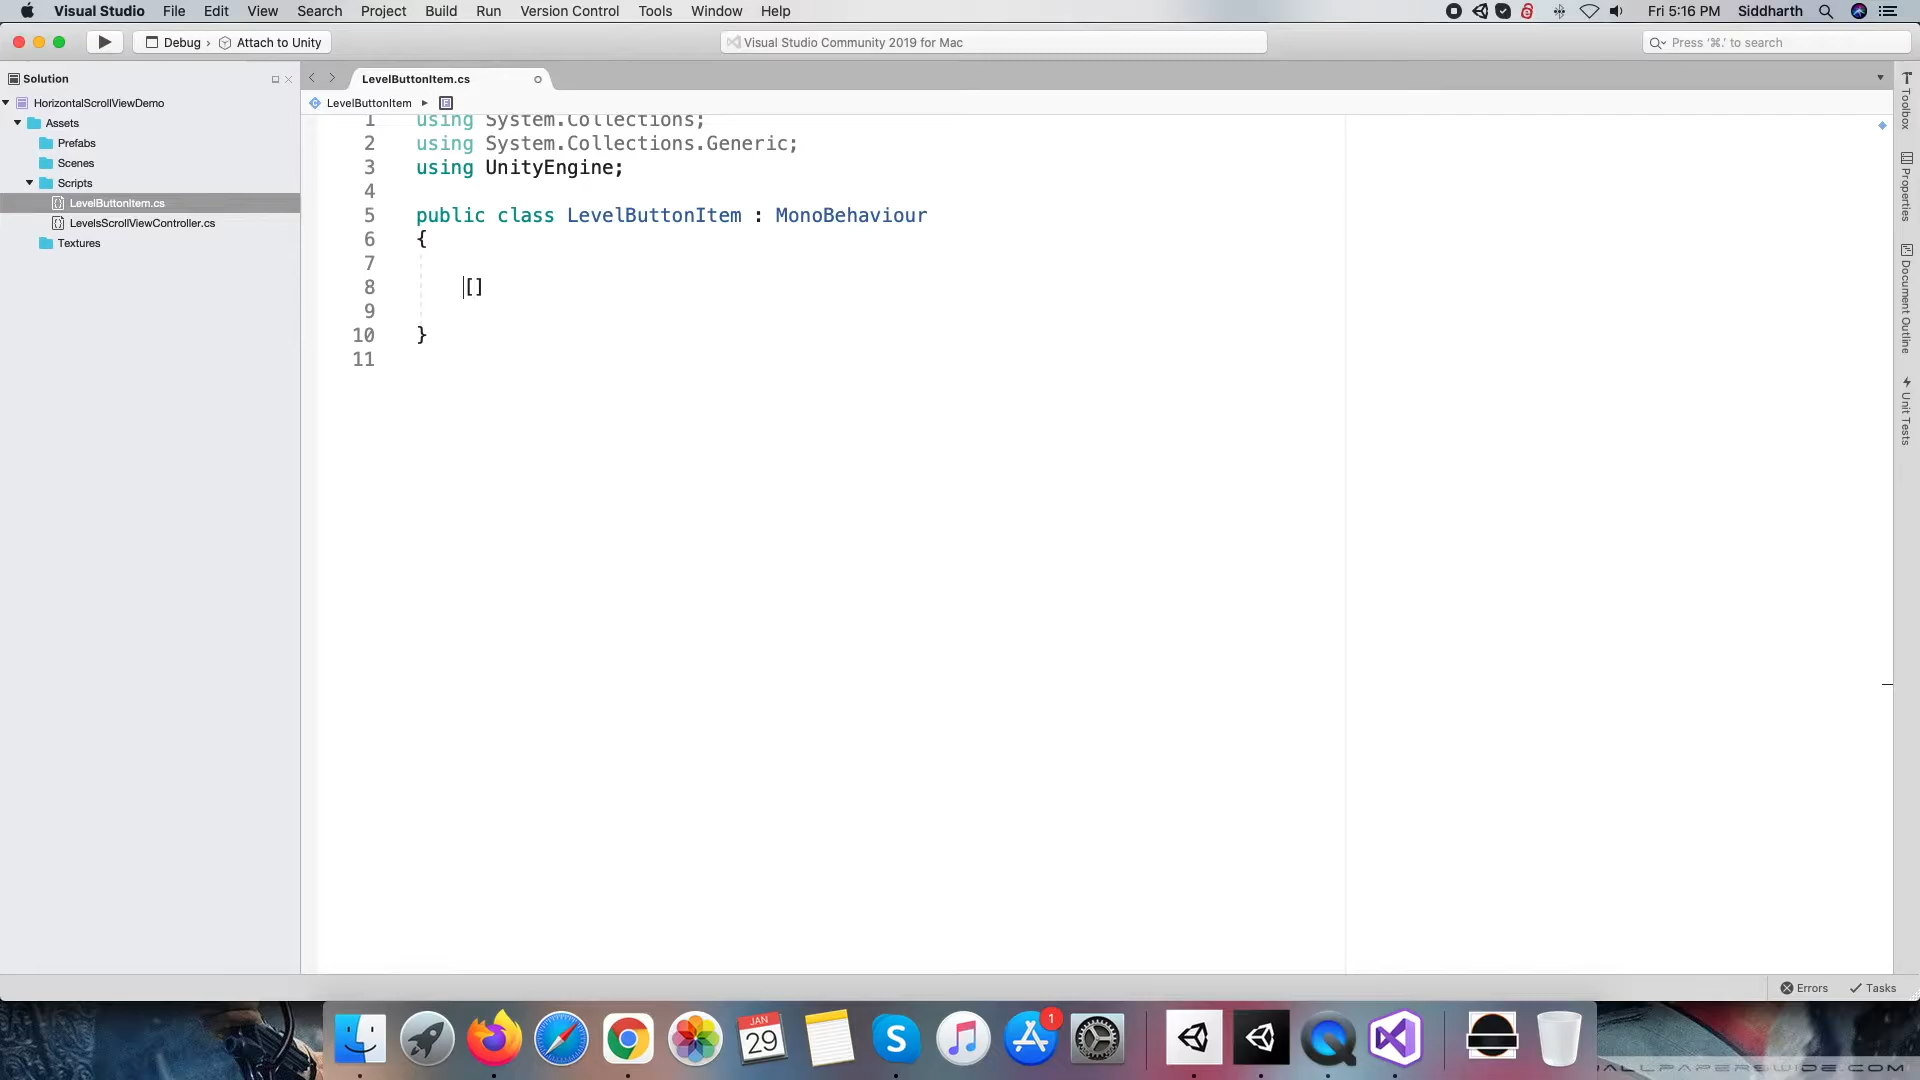 Visual Studio File Edit View Search Project Build Run Version Control Tools Window Help Fri 5:16 PM Siddharth
Debug › Attach to Unity Visual Studio Community 2019 for Mac Press '⌘.' to search
Solution LevelButtonItem.cs
LevelButtonItem
HorizontalScrollViewDemo
Assets
Prefabs
Scenes
Scripts
LevelButtonItem.cs
LevelsScrollViewController.cs
Textures
1 using System.Collections;
2 using System.Collections.Generic;
3 using UnityEngine;
4
5 public class LevelButtonItem : MonoBehaviour
6 {
7
8 []
9
10 }
11
Toolbox
Properties
Document Outline
Unit Tests
Errors Tasks
JAN
29
S
1